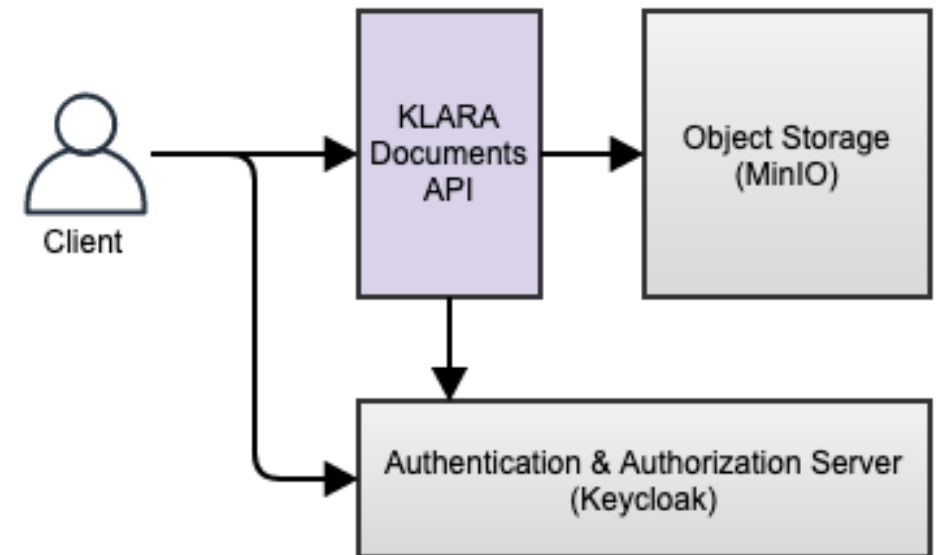 Client
KLARA
Documents
API
Object Storage
(MinIO)
Authentication & Authorization Server
(Keycloak)